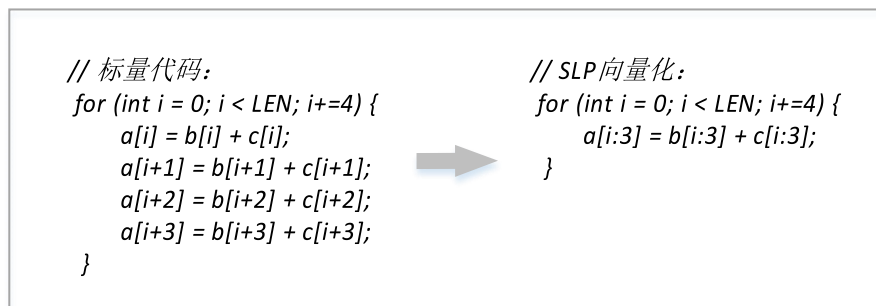 // 标量代码：
for (int i = 0; i < LEN; i+=4) {
a[i] = b[i] + c[i];
a[i+1] = b[i+1] + c[i+1];
a[i+2] = b[i+2] + c[i+2];
a[i+3] = b[i+3] + c[i+3];
}
// SLP向量化：
for (int i = 0; i < LEN; i+=4) {
a[i:3] = b[i:3] + c[i:3];
}